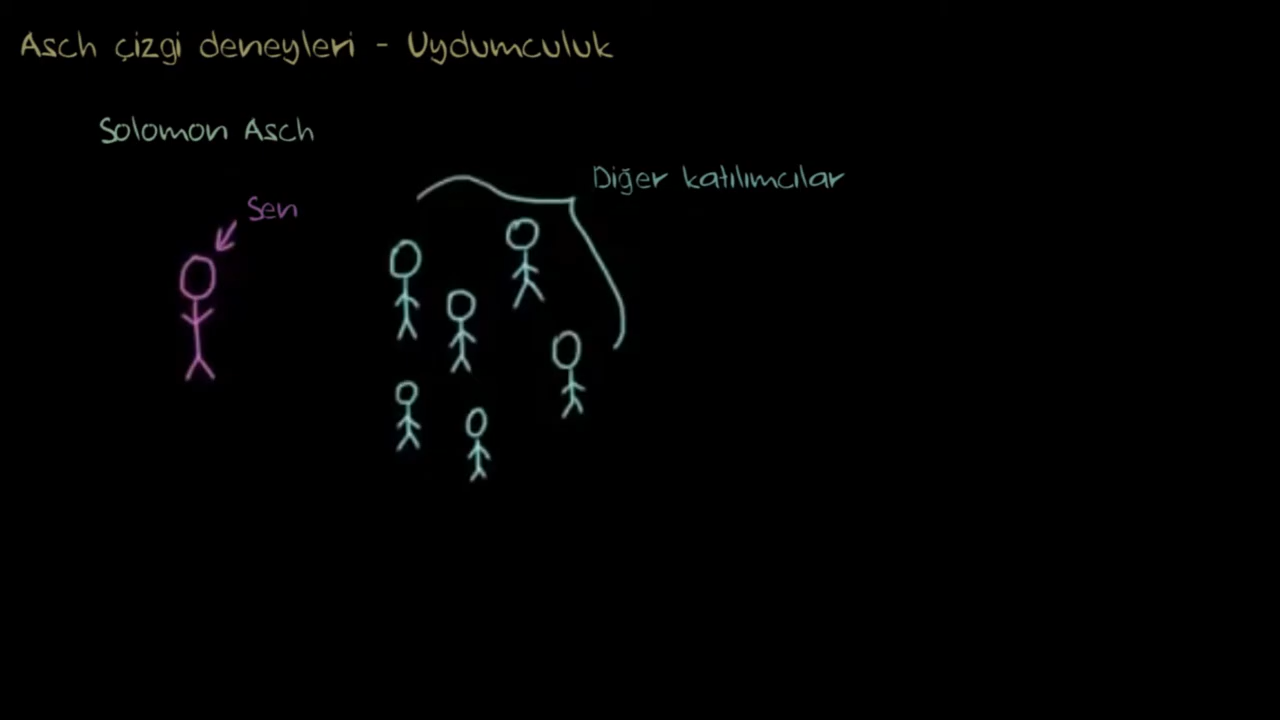 Asch çizgi deneyleri - Uydumculuk
Solomon Asch
Diğer katılımcılar
Sen